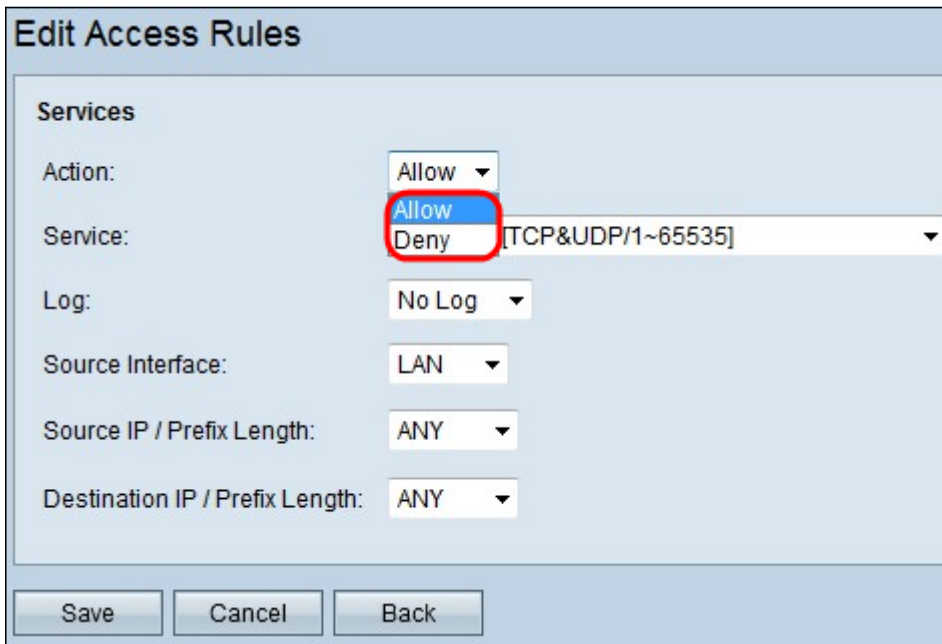 Edit Access Rules
Services
Action: Allow
Allow
Deny
Service: [TCP&UDP/1~65535]
Log: No Log
Source Interface: LAN
Source IP / Prefix Length: ANY
Destination IP / Prefix Length: ANY
Save Cancel Back